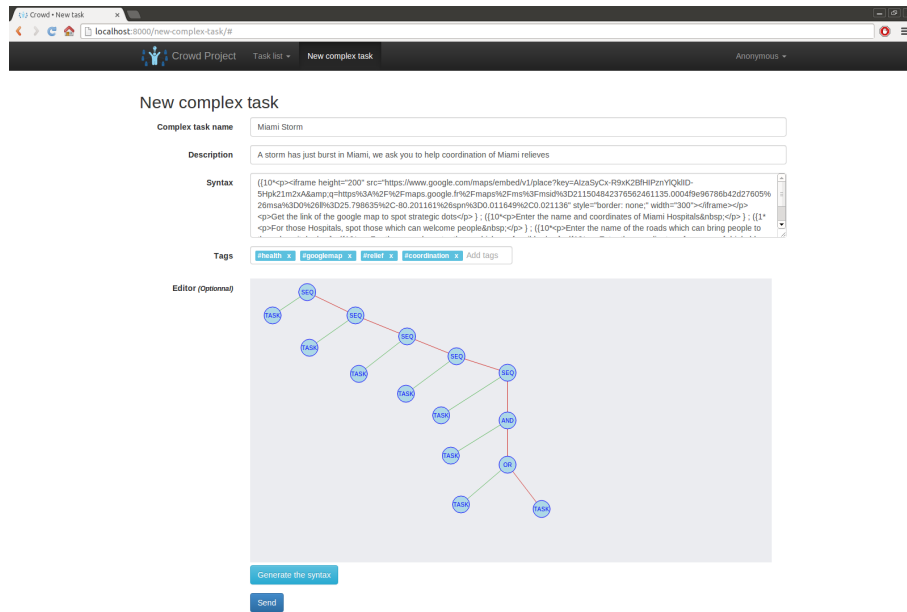 Crowd • New task
localhost:8000/new-complex-task/#
Crowd Project Task list New complex task Anonymous
New complex task
Complex task name Miami Storm
Description A storm has just burst in Miami, we ask you to help coordination of Miami relieves
Syntax ({10*<p><iframe height="200" src="https://www.google.com/maps/embed/v1/place?key=AIzaSyCx-R9xK2BfHIPznYlQkIID-
5Hpk21m2xA&amp;q=https%3A%2F%2Fmaps.google.fr%2Fmaps%2Fms%3Fmsid%3D211504842376562461135.0004f9e96786b42d27605%
26msa%3D0%26ll%3D25.798635%2C-80.201161%26spn%3D0.011649%2C0.021136" style="border: none;" width="300"></iframe></p>
<p>Get the link of the google map to spot strategic dots</p> } ; ({10*<p>Enter the name and coordinates of Miami Hospitals&nbsp;</p> } ; ({1*
<p>For those Hospitals, spot those which can welcome people&nbsp;</p> } ; ({10*<p>Enter the name of the roads which can bring people to
Tags #health x #googlemap x #relief x #coordination x Add tags
Editor (Optionnal)
SEQ
TASK SEQ
SEQ
TASK SEQ
TASK SEQ
TASK
TASK
AND
TASK
OR
TASK
TASK
Generate the syntax
Send